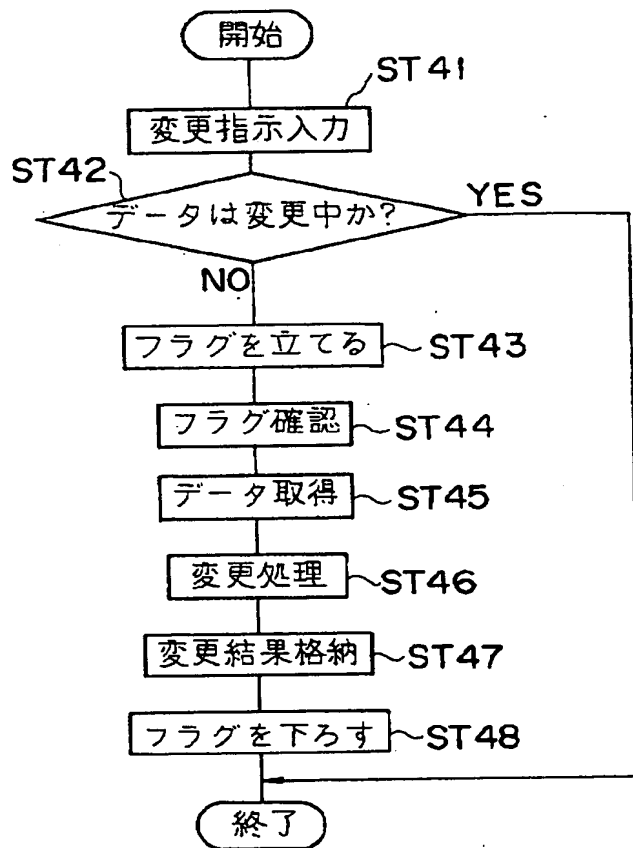 開始
ST41
変更指示入力
ST42
データは変更中か?
YES
NO
フラグを立てる
ST43
フラグ確認
ST44
データ取得
ST45
変更処理
ST46
変更結果格納
ST47
フラグを下ろす
ST48
終了